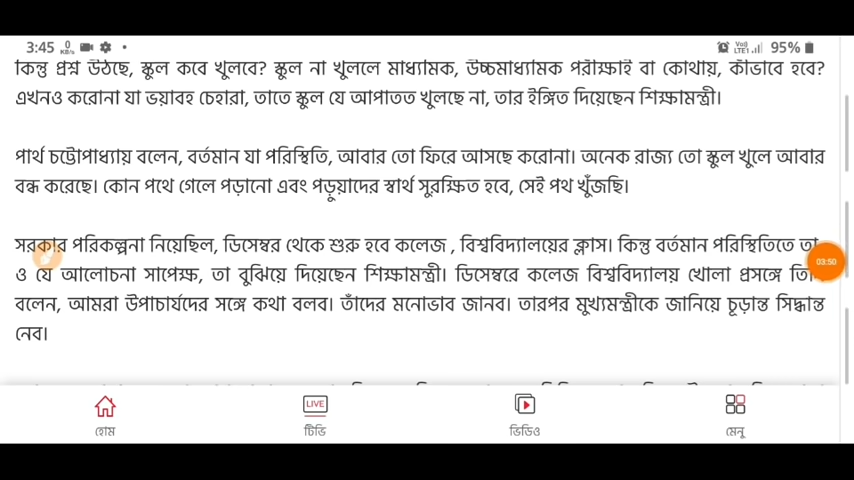 3:45 0 KB/s Vo) LTE1 95%
কিন্তু প্রশ্ন উঠছে, স্কুল কবে খুলবে? স্কুল না খুললে মাধ্যমিক, উচ্চমাধ্যমিক পরীক্ষাই বা কোথায়, কীভাবে হবে?
এখনও করোনা যা ভয়াবহ চেহারা, তাতে স্কুল যে আপাতত খুলছে না, তার ইঙ্গিত দিয়েছেন শিক্ষামন্ত্রী।
পার্থ চট্টোপাধ্যায় বলেন, বর্তমান যা পরিস্থিতি, আবার তো ফিরে আসছে করোনা। অনেক রাজ্য তো স্কুল খুলে আবার
বন্ধ করেছে। কোন পথে গেলে পড়ানো এবং পড়ুয়াদের স্বার্থ সুরক্ষিত হবে, সেই পথ খুঁজছি।
সরকার পরিকল্পনা নিয়েছিল, ডিসেম্বর থেকে শুরু হবে কলেজ , বিশ্ববিদ্যালয়ের ক্লাস। কিন্তু বর্তমান পরিস্থিতিতে তা
ও যে আলোচনা সাপেক্ষ, তা বুঝিয়ে দিয়েছেন শিক্ষামন্ত্রী। ডিসেম্বরে কলেজ বিশ্ববিদ্যালয় খোলা প্রসঙ্গে
03:50
বলেন, আমরা উপাচার্যদের সঙ্গে কথা বলব। তাঁদের মনোভাব জানব। তারপর মুখ্যমন্ত্রীকে জানিয়ে চূড়ান্ত সিদ্ধান্ত
নেব।
LIVE
হোম টিভি ভিডিও মেনু